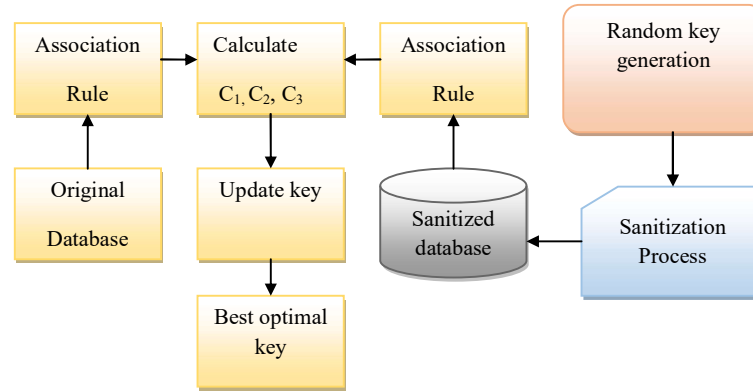 Association
Rule
Calculate
C1, C2, C3
Association
Rule
Random key
generation
Original
Database
Update key
Sanitized
database
Sanitization
Process
Best optimal
key